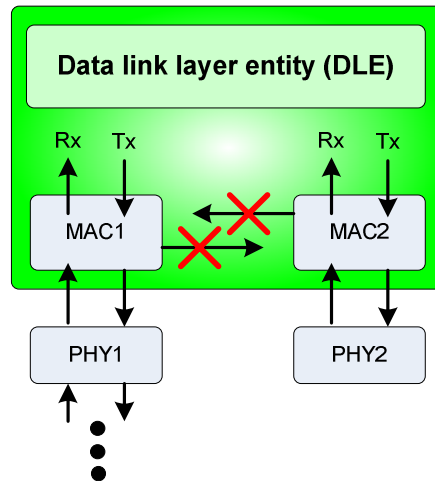 Data link layer entity (DLE)
Rx Tx Rx Tx
MAC1 MAC2
PHY1 PHY2